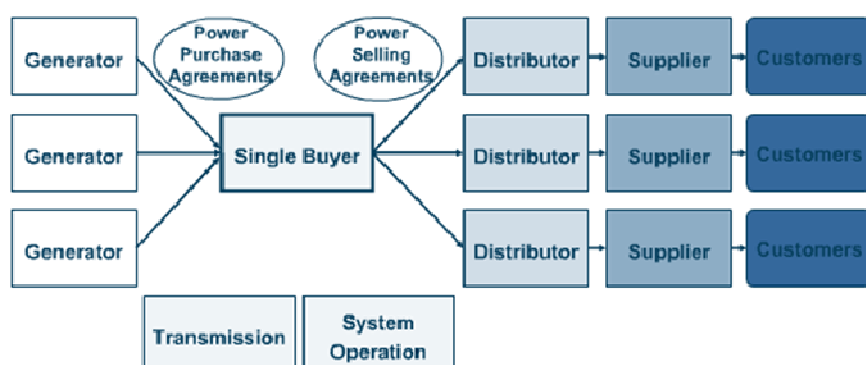 Generator
Power
Purchase
Agreements
Power
Selling
Agreements
Distributor
Supplier
Customers
Generator
Single Buyer
Distributor
Supplier
Customers
Generator
Distributor
Supplier
Customers
Transmission
System
Operation